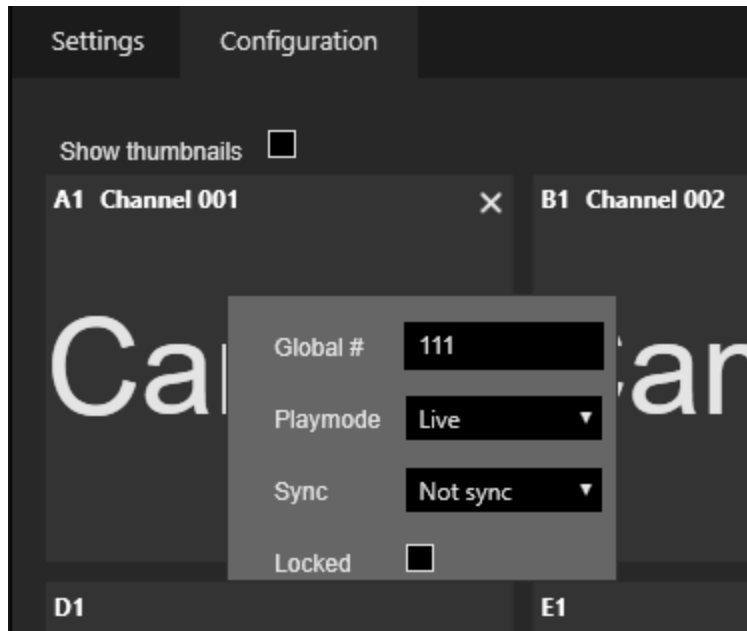 Settings Configuration
Show thumbnails
A1 Channel 001 B1 Channel 002
Global # 111
Playmode Live
Sync Not sync
Locked
D1 E1